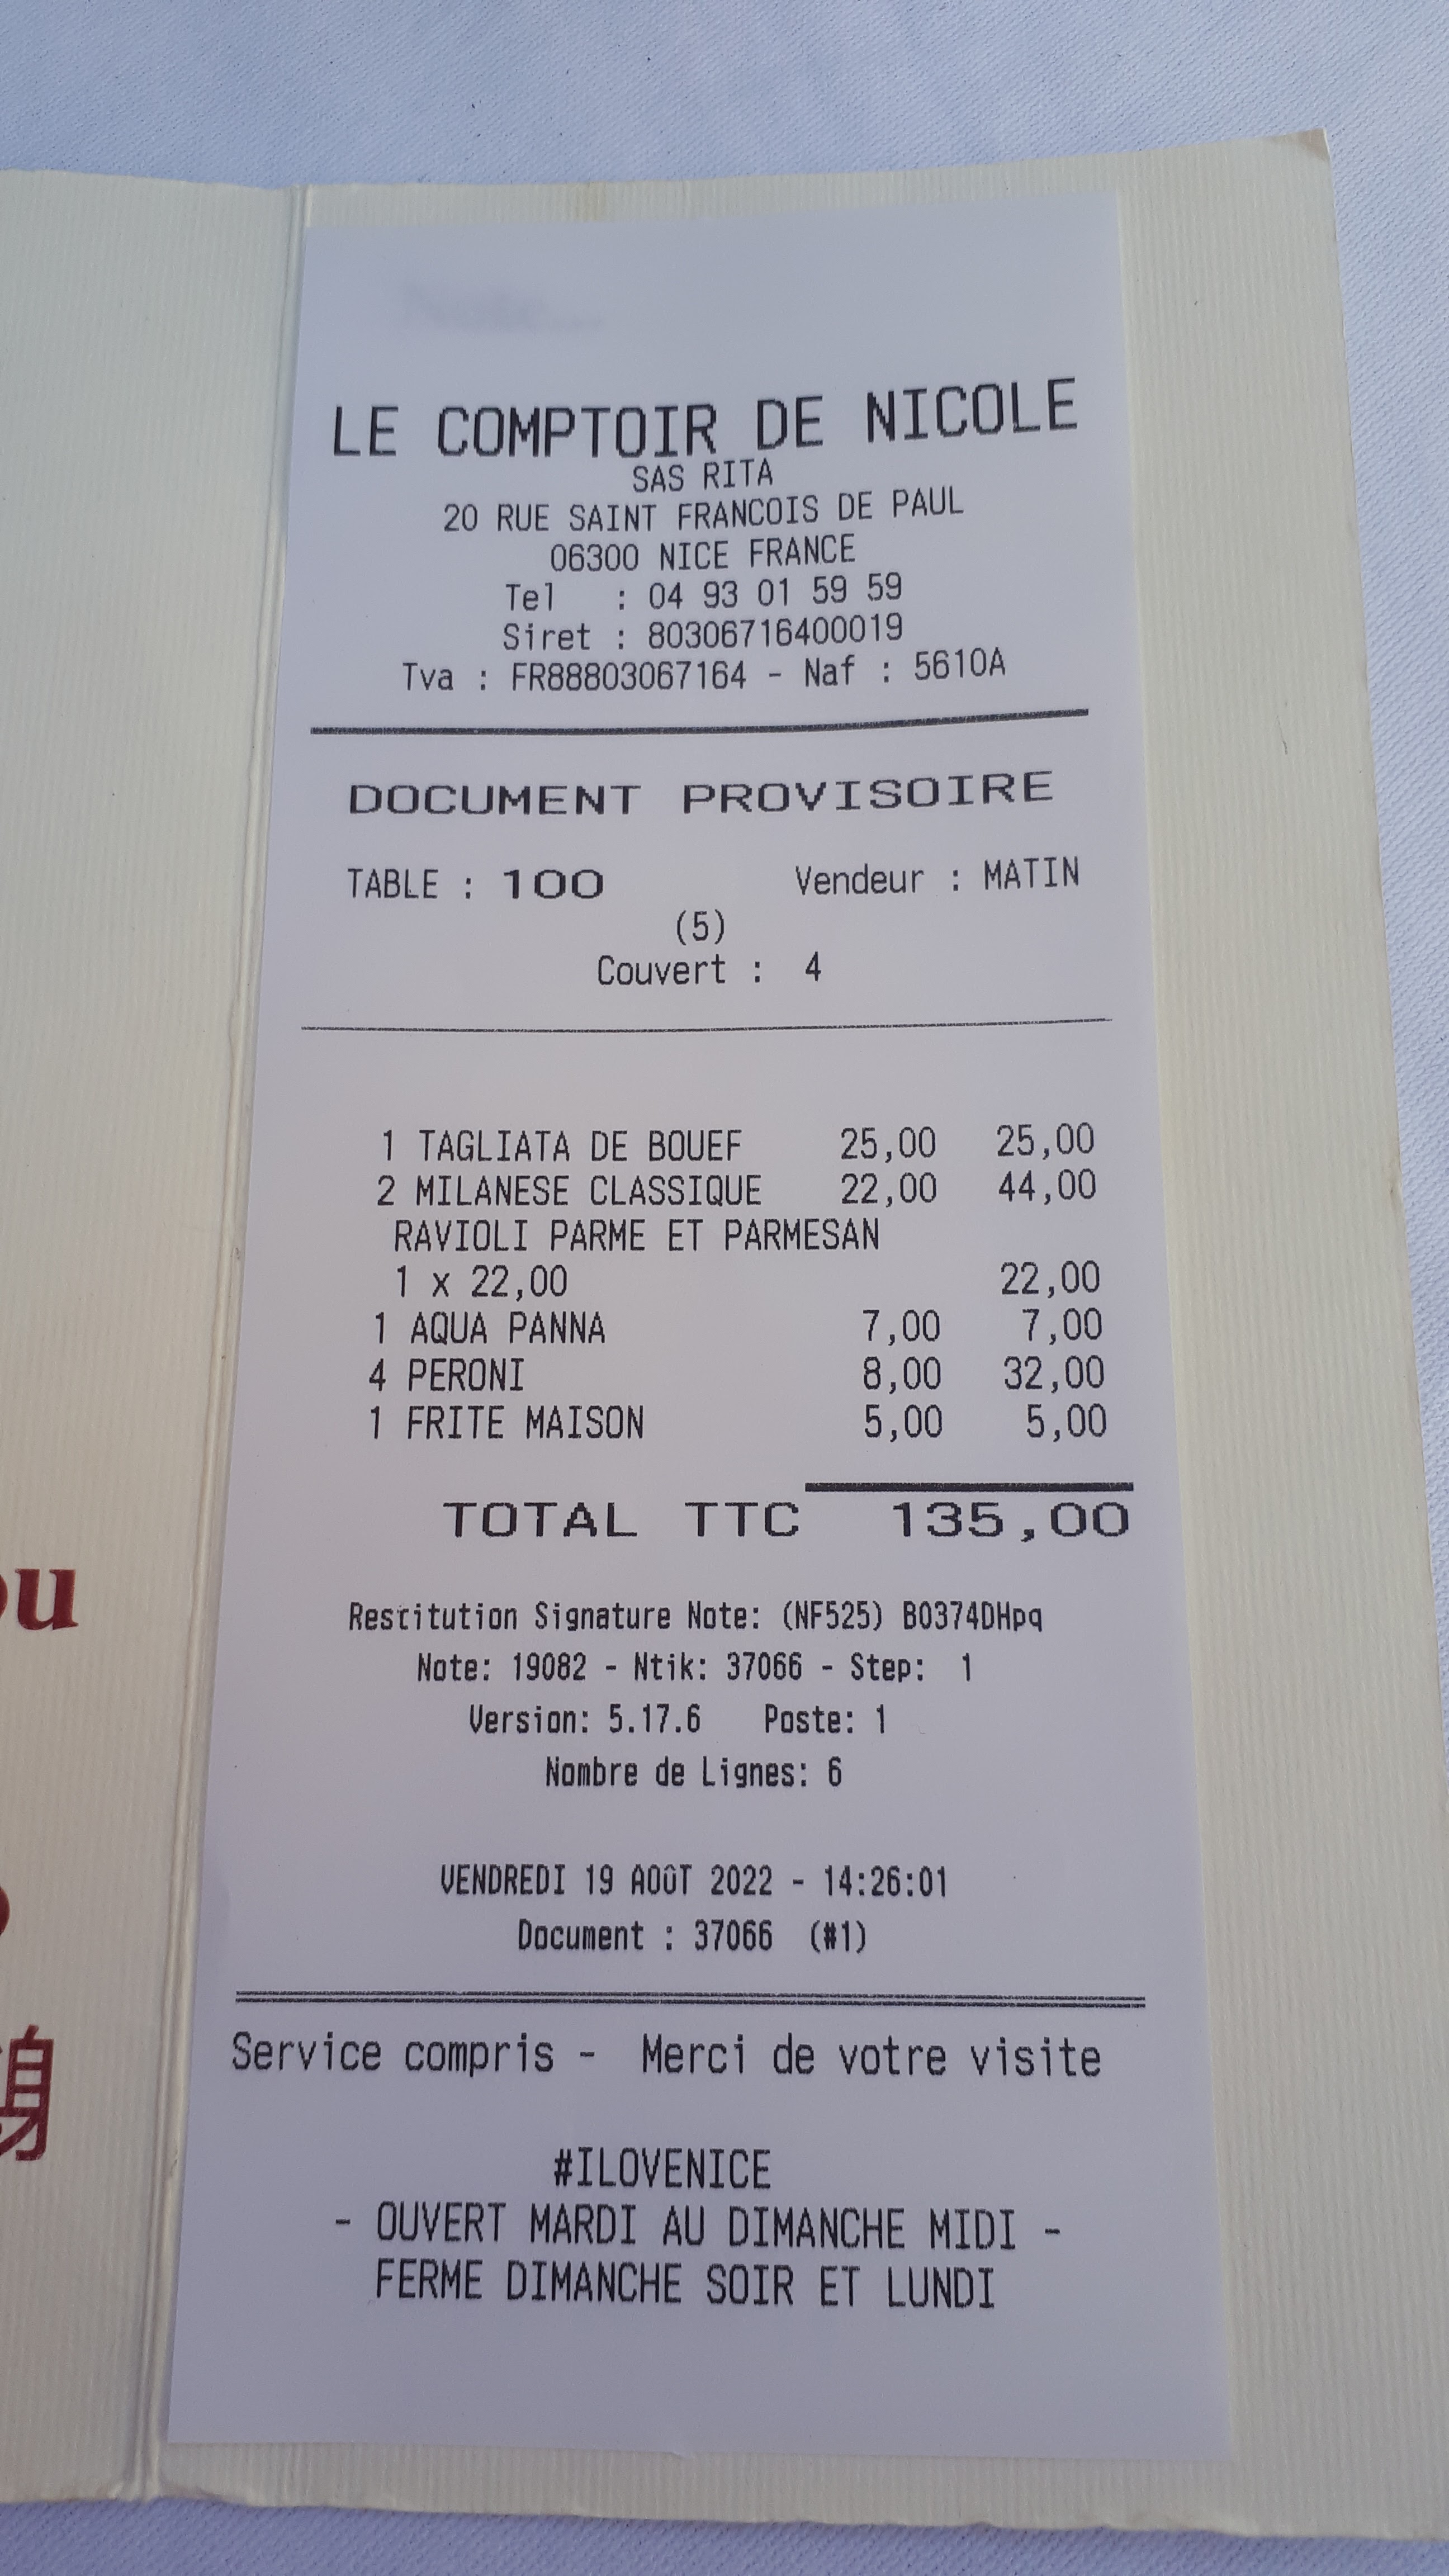 LE COMPTOIR DE NICOLE
SAS RITA
20 RUE SAINT FRANCOIS DE PAUL
06300 NICE FRANCE
Tel : 04 93 01 59 59
Siret : 80306716400019
Tva : FR88803067164 - Naf : 5610A
DOCUMENT PROVISOIRE
TABLE : 100 Vendeur : MATIN
(5)
Couvert : 4
1 TAGLIATA DE BOUEF 25,00 25,00
2 MILANESE CLASSIQUE 22,00 44,00
RAVIOLI PARME ET PARMESAN
1 x 22,00 22,00
1 AQUA PANNA 7,00 7,00
4 PERONI 8,00 32,00
1 FRITE MAISON 5,00 5,00
TOTAL TTC 135,00
Restitution Signature Note: (NF525) B0374DHpq
Note: 19082 - Ntik: 37066 - Step: 1
Version: 5.17.6 Poste: 1
Nombre de Lignes: 6
VENDREDI 19 AOÛT 2022 - 14:26:01
Document : 37066 (#1)
Service compris - Merci de votre visite
#ILOVENICE
- OUVERT MARDI AU DIMANCHE MIDI -
FERME DIMANCHE SOIR ET LUNDI